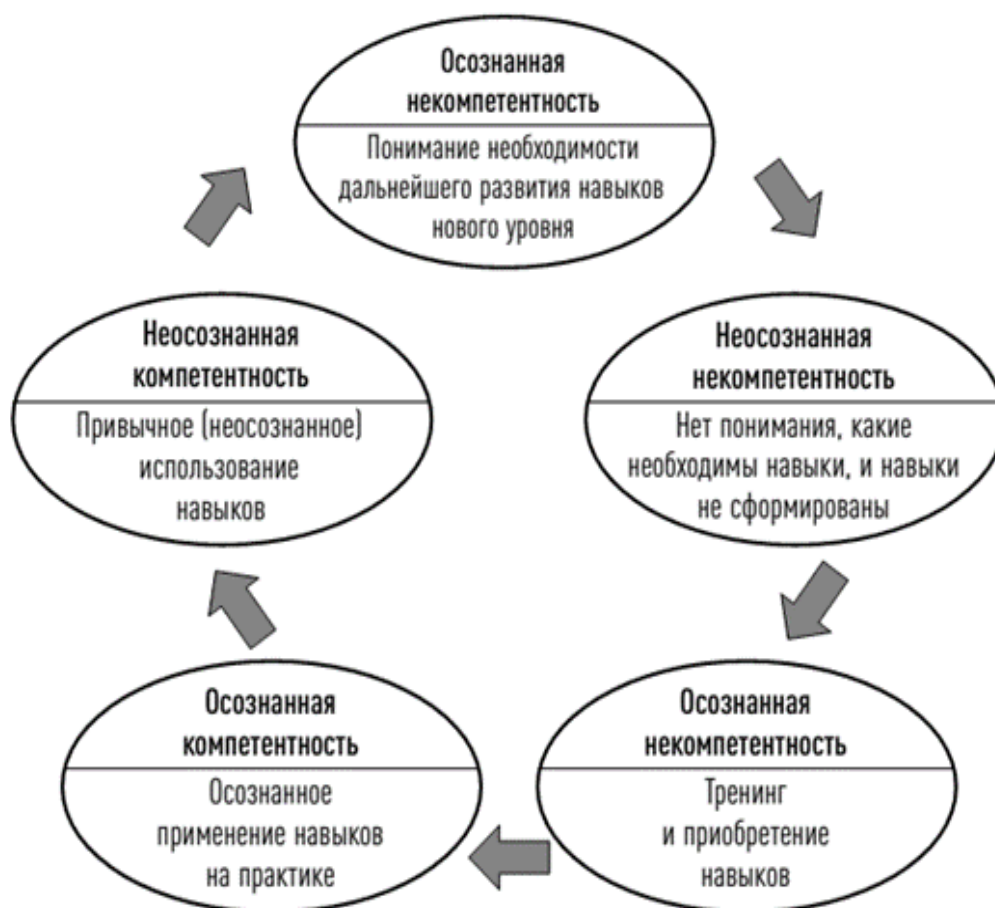 Осознанная
некомпетентность
Понимание необходимости
дальнейшего развития навыков
нового уровня
Неосознанная
компетентность
Привычное (неосознанное)
использование
навыков
Неосознанная
некомпетентность
Нет понимания, какие
необходимы навыки, и навыки
не сформированы
Осознанная
компетентность
Осознанное
применение навыков
на практике
Осознанная
некомпетентность
Тренинг
и приобретение
навыков